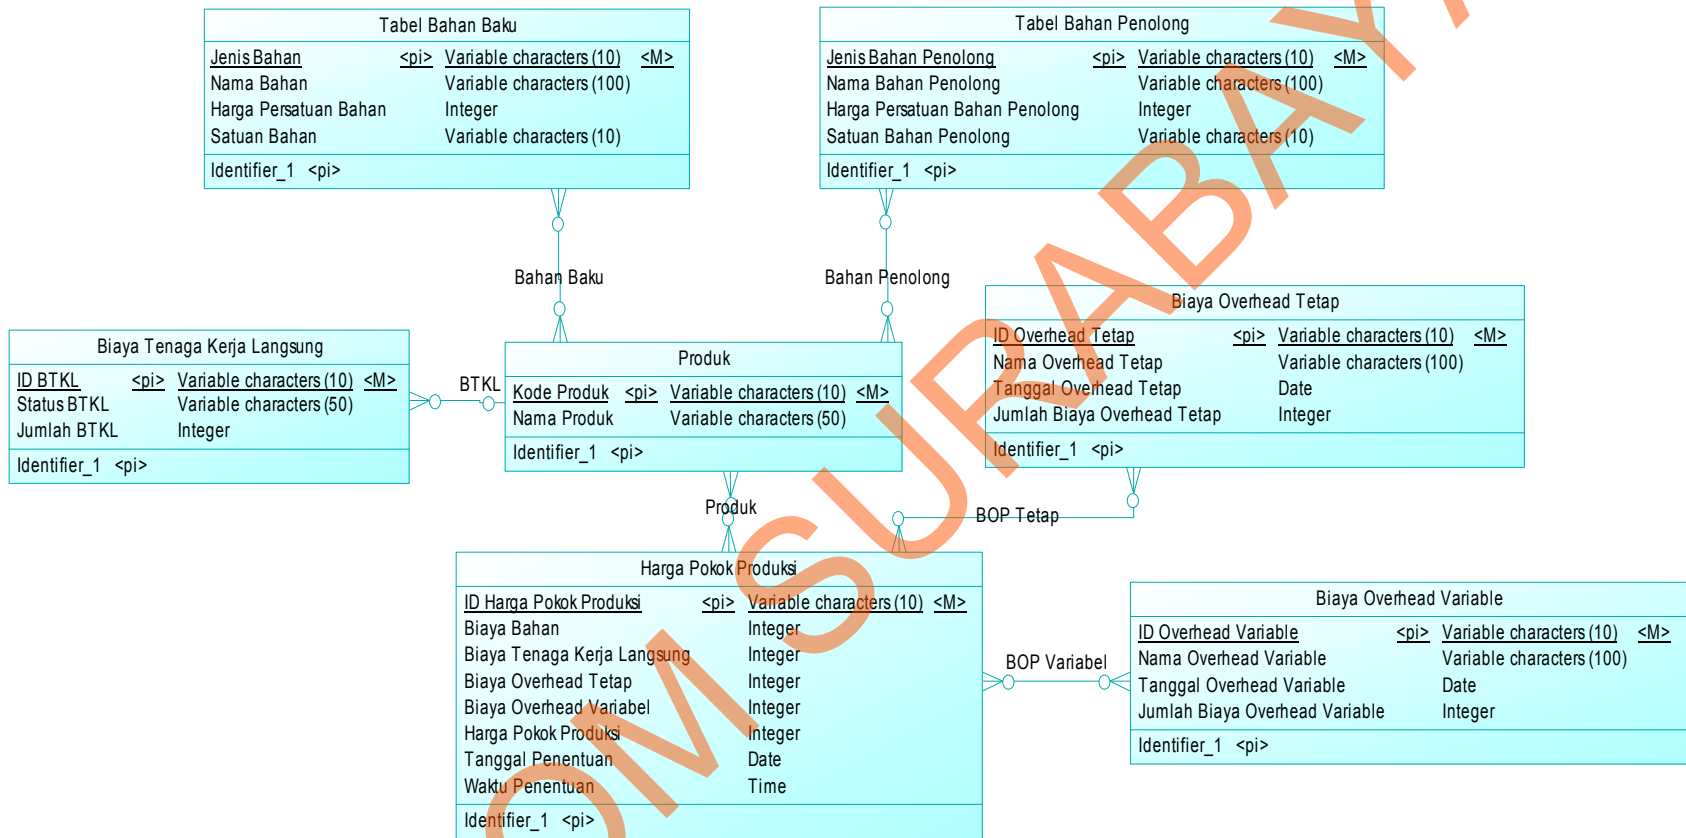 Tabel Bahan Baku
Jenis Bahan <pi> Variable characters (10) <M>
Nama Bahan Variable characters (100)
Harga Persatuan Bahan Integer
Satuan Bahan Variable characters (10)
Identifier_1 <pi>
Tabel Bahan Penolong
Jenis Bahan Penolong <pi> Variable characters (10) <M>
Nama Bahan Penolong Variable characters (100)
Harga Persatuan Bahan Penolong Integer
Satuan Bahan Penolong Variable characters (10)
Identifier_1 <pi>
Bahan Baku
Bahan Penolong
Biaya Tenaga Kerja Langsung
ID BTKL <pi> Variable characters (10) <M>
Status BTKL Variable characters (50)
Jumlah BTKL Integer
Identifier_1 <pi>
BTKL
Produk
Kode Produk <pi> Variable characters (10) <M>
Nama Produk Variable characters (50)
Identifier_1 <pi>
Biaya Overhead Tetap
ID Overhead Tetap <pi> Variable characters (10) <M>
Nama Overhead Tetap Variable characters (100)
Tanggal Overhead Tetap Date
Jumlah Biaya Overhead Tetap Integer
Identifier_1 <pi>
Produk
BOP Tetap
Harga Pokok Produksi
ID Harga Pokok Produksi <pi> Variable characters (10) <M>
Biaya Bahan Integer
Biaya Tenaga Kerja Langsung Integer
Biaya Overhead Tetap Integer
Biaya Overhead Variabel Integer
Harga Pokok Produksi Integer
Tanggal Penentuan Date
Waktu Penentuan Time
Identifier_1 <pi>
BOP Variabel
Biaya Overhead Variable
ID Overhead Variable <pi> Variable characters (10) <M>
Nama Overhead Variable Variable characters (100)
Tanggal Overhead Variable Date
Jumlah Biaya Overhead Variable Integer
Identifier_1 <pi>
OM SURABAYA